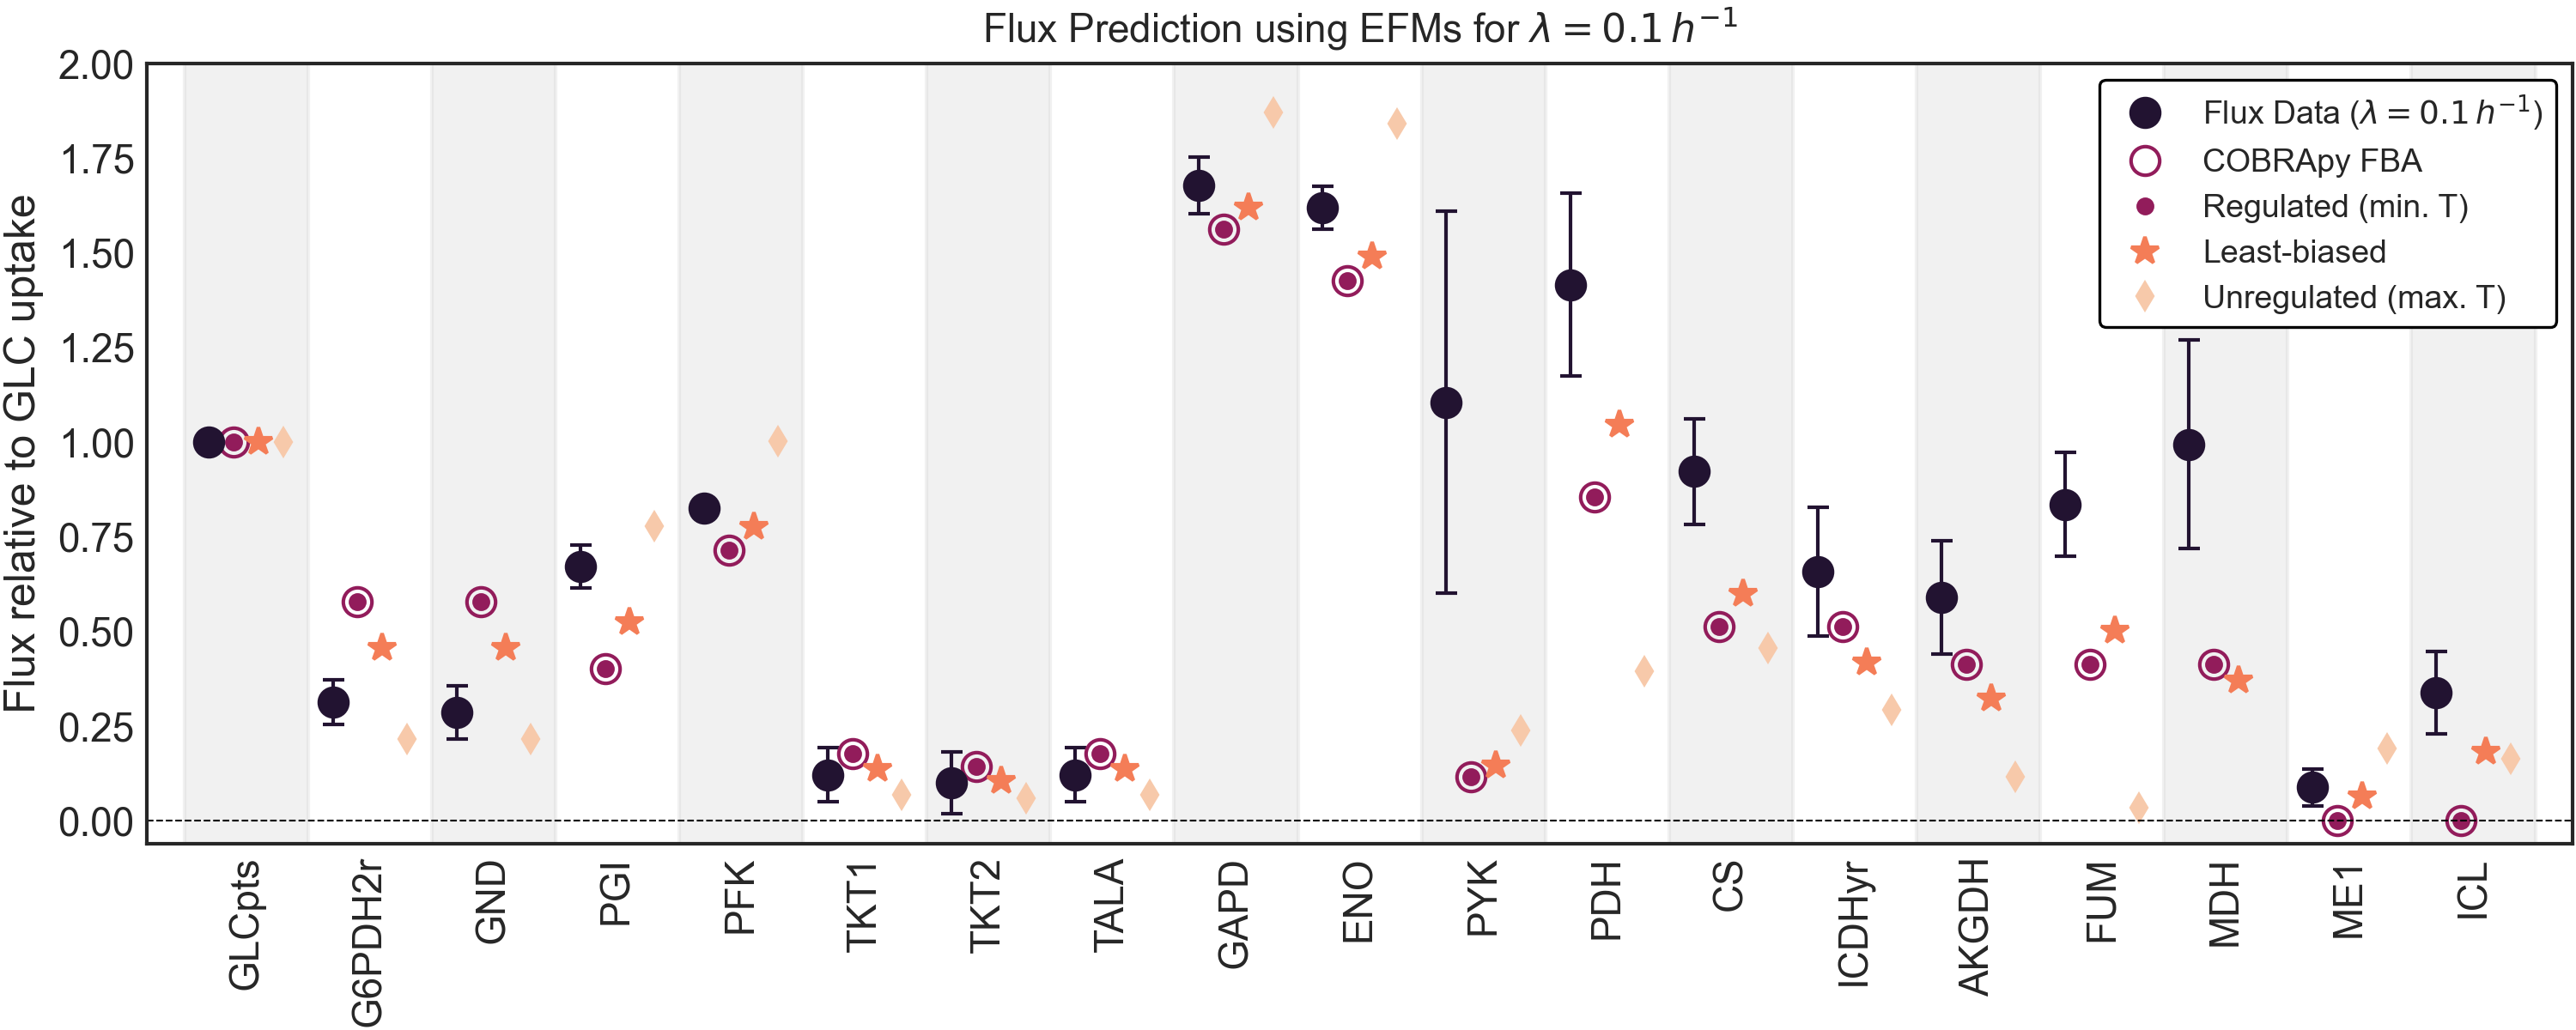 Flux Prediction using EFMs for λ = 0.1 h⁻¹
Flux relative to GLC uptake
2.00
1.75
1.50
1.25
1.00
0.75
0.50
0.25
0.00
Flux Data (λ = 0.1 h⁻¹)
COBRApy FBA
Regulated (min. T)
Least-biased
Unregulated (max. T)
GLCpts
G6PDH2r
GND
PGI
PFK
TKT1
TKT2
TALA
GAPD
ENO
PYK
PDH
CS
ICDHyr
AKGDH
FUM
MDH
ME1
ICL